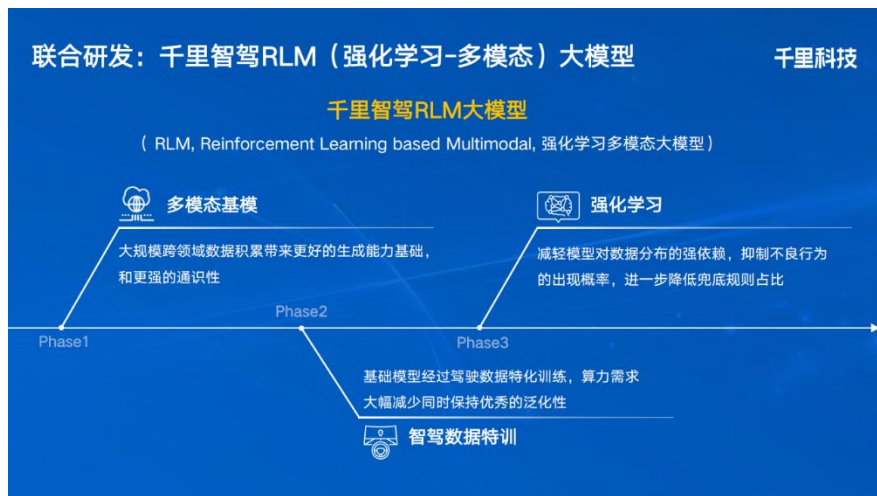 联合研发：千里智驾RLM（强化学习-多模态）大模型
千里科技
千里智驾RLM大模型
（ RLM, Reinforcement Learning based Multimodal, 强化学习多模态大模型）
多模态基模
大规模跨领域数据积累带来更好的生成能力基础，
和更强的通识性
强化学习
减轻模型对数据分布的强依赖，抑制不良行为
的出现概率，进一步降低兜底规则占比
Phase1
Phase2
Phase3
基础模型经过驾驶数据特化训练，算力需求
大幅减少同时保持优秀的泛化性
智驾数据特训